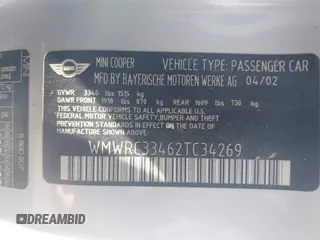 MINI COOPER VEHICLE TYPE: PASSENGER CAR
MFD BY BAYERISCHE MOTOREN WERKE AG 04/02
GVWR 3340 lbs 1515 kg
GAWR FRONT 1918 lbs 870 kg REAR 1609 lbs 730 kg
THIS VEHICLE CONFORMS TO ALL APPLICABLE FEDERAL MOTOR VEHICLE SAFETY, BUMPER, AND THEFT PREVENTION STANDARDS IN EFFECT ON THE DATE OF MANUFACTURE SHOWN ABOVE.
WMWRC33462TC34269
AUTOBIDMASTER